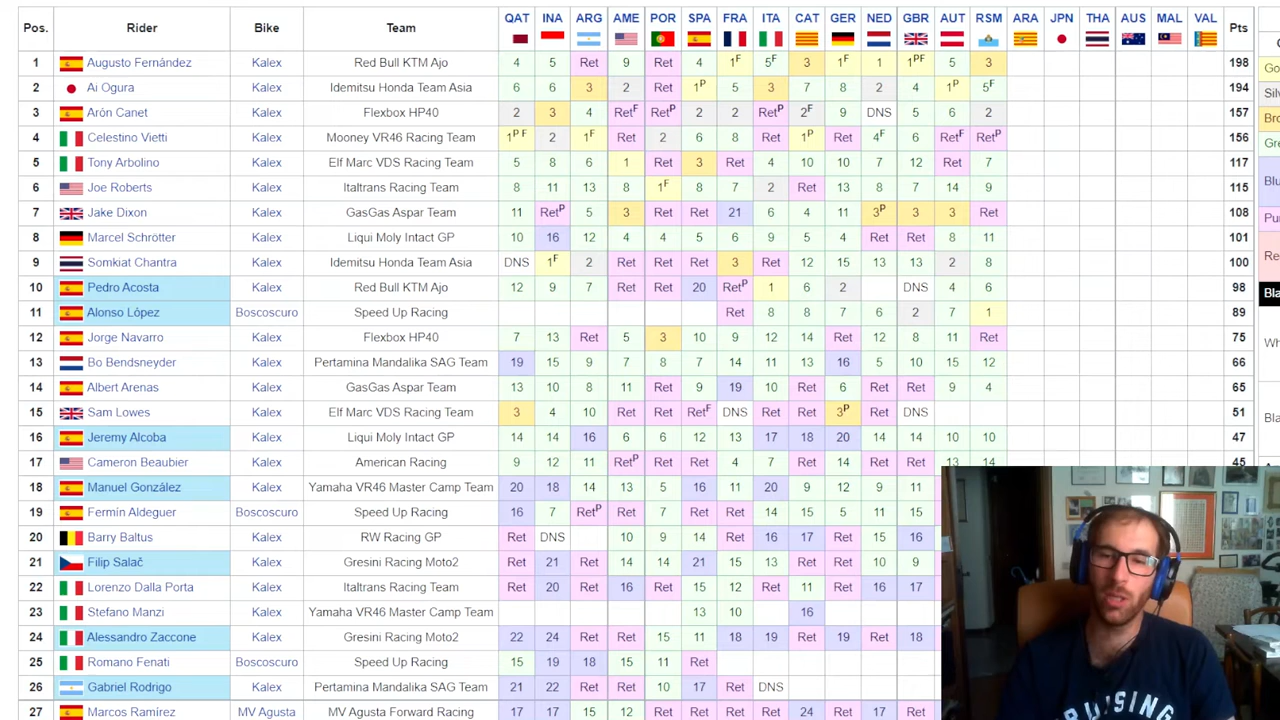 Pos. Rider Bike Team QAT INA ARG AME POR SPA FRA ITA CAT GER NED GBR AUT RSM ARA JPN THA AUS MAL VAL Pts
Augusto Fernández Kalex Red Bull KTM Ajo 4 5 Ret 9 Ret 4 1F 5F 3 1F 1 1PF 5 3 198
2 Ai Ogura Kalex Idemitsu Honda Team Asia 6 6 3 2 Ret 1P 5 3 7 8 2 4 1P 5F 194
3 Arón Canet Kalex Flexbox HP40 2 3 4 RetF RetP 2 2 RetP 2F 9 DNS 5 6 2 157
4 Celestino Vietti Kalex Mooney VR46 Racing Team 1P F 2 1F Ret 2 6 8 Ret 1P Ret 4F Ret RetF RetP 156
5 Tony Arbolino Kalex Elf Marc VDS Racing Team 5 8 6 1 Ret 3 Ret 4 10 10 7 12 Ret 7 117
6 Joe Roberts Kalex Italtrans Racing Team 8 11 13 8 1F 8 7 2 Ret 13 8 7 14 9 115
7 Jake Dixon Kalex GasGas Aspar Team 1 RetP 5 3 Ret Ret 21 6 4 11 3P 3 3 Ret 108
8 Marcel Schrötter Kalex Liqui Moly Intact GP 0 16 12 4 4 5 6 9 5 4 Ret Ret 8 11 101
9 Somkiat Chantra Kalex Idemitsu Honda Team Asia DNS 1F 2 Ret Ret Ret 3 Ret 12 15 13 13 2 8 100
10 Pedro Acosta Kalex Red Bull KTM Ajo 12 9 7 Ret Ret 20 RetP 1 6 2 DNS 4 6 98
11 Alonso López Boscoscuro Speed Up Racing Ret 8 8 7 6 2 7 1 89
12 Jorge Navarro Kalex Flexbox HP40 7 13 Ret 5 3 10 9 12 14 Ret 12 8 11 Ret 75
13 Bo Bendsneyder Kalex Pertamina Mandalika SAG Team 19 15 9 7 8 7 14 Ret 13 16 5 10 15 12 66
14 Albert Arenas Kalex GasGas Aspar Team 13 10 8 11 Ret 9 19 10 Ret 6 Ret Ret 9 4 65
15 Sam Lowes Kalex Elf Marc VDS Racing Team 3 4 10 Ret Ret RetF DNS Ret Ret 3P Ret DNS 51
16 Jeremy Alcoba Kalex Liqui Moly Intact GP 14 14 16 6 6 12 13 17 18 20 14 14 10 10 47
17 Cameron Beaubier Kalex American Racing 9 12 11 RetP Ret Ret 4 7 Ret 14 Ret Ret 13 14 45
18 Manuel González Kalex Yamaha VR46 Master Camp Team 20 18 14 13 5 16 11 20 9 12 9 11
19 Fermín Aldeguer Boscoscuro Speed Up Racing 16 7 RetP Ret 7 Ret Ret Ret 15 5 11 15
20 Barry Baltus Kalex RW Racing GP Ret DNS 10 9 14 Ret 16 17 Ret 15 16
21 Filip Salač Kalex Gresini Racing Moto2 Ret 21 Ret 14 14 21 15 13 Ret Ret 10 9
22 Lorenzo Dalla Porta Kalex Italtrans Racing Team Ret 20 Ret 16 Ret 15 12 Ret 11 Ret 16 17
23 Stefano Manzi Kalex Yamaha VR46 Master Camp Team 13 10 16
24 Alessandro Zaccone Kalex Gresini Racing Moto2 22 24 Ret Ret 15 11 18 19 Ret 19 Ret 18
25 Romano Fenati Boscoscuro Speed Up Racing 15 19 18 15 11 Ret
26 Gabriel Rodrigo Kalex Pertamina Mandalika SAG Team 21 22 Ret Ret 10 17 Ret DNS
27 Marcos Ramírez MV Agusta MV Agusta Forward Racing 17 17 15 12 Ret Ret Ret Ret 24 Ret 17 Ret